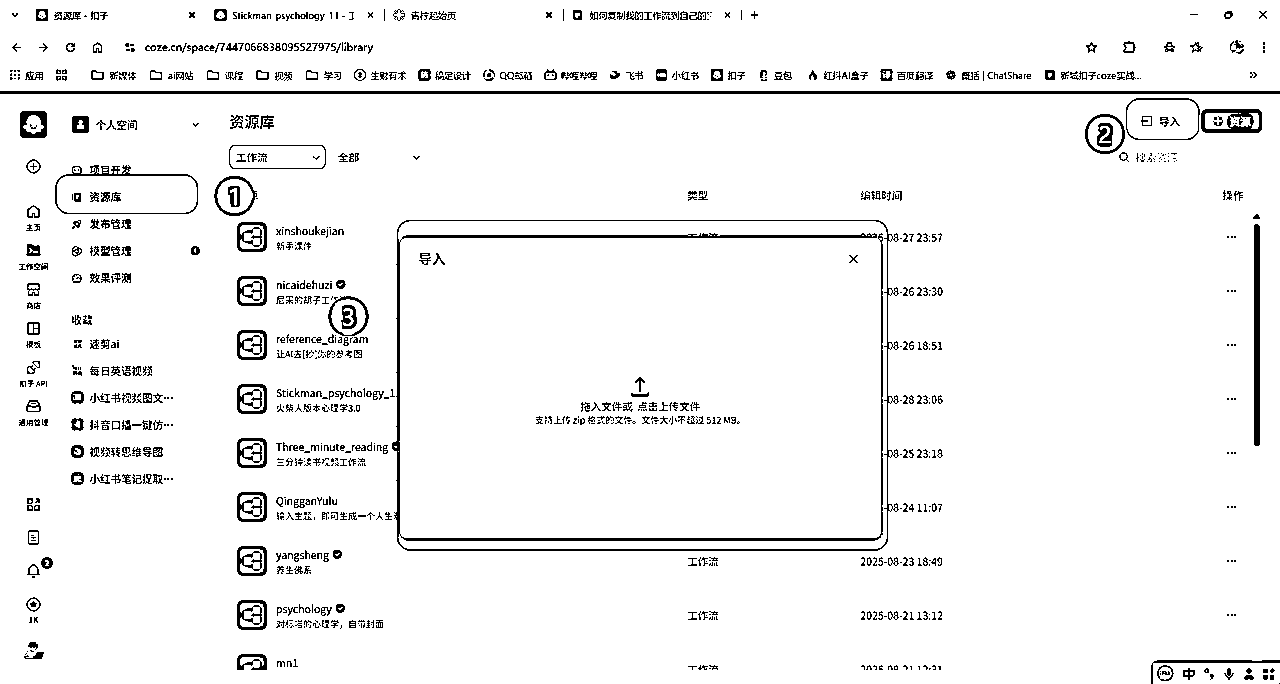 资源库 - 扣子
Stickman psychology 11 - 工
青柠起始页
如何复制我的工作流到自己的空
coze.cn/space/7447066838095527975/library
应用
新媒体
ai网站
课程
视频
学习
生财有术
稿定设计
QQ邮箱
哔哩哔哩
飞书
小红书
扣子
豆包
红抖AI盒子
百度翻译
概括 | ChatShare
新域扣子coze实战...
个人空间
资源库
导入
资源
工作流
全部
搜索资源
项目开发
资源库
发布管理
模型管理
效果评测
收藏
速剪ai
每日英语视频
小红书视频图文...
抖音口播一键仿...
视频转思维导图
小红书笔记提取...
主页
工作空间
商店
模板
扣子 API
通用管理
JK
1
2
3
类型
编辑时间
操作
xinshoukejian
新手课件
工作流
-08-27 23:57
nicaidehuzi
尼采的胡子工作
-08-26 23:30
reference_diagram
让AI去[抄]你的参考图
-08-26 18:51
Stickman_psychology_1
火柴人版本心理学3.0
-08-28 23:06
Three_minute_reading
三分钟读书视频工作流
-08-25 23:18
QingganYulu
输入主题，即可生成一个人生
-08-24 11:07
yangsheng
养生佛系
工作流
2025-08-23 18:49
psychology
对标塔的心理学，自带封面
工作流
2025-08-21 13:12
mn1
工作流
2025-08-21 12:31
导入
拖入文件或 点击上传文件
支持上传 zip 格式的文件。文件大小不超过 512 MB。
中